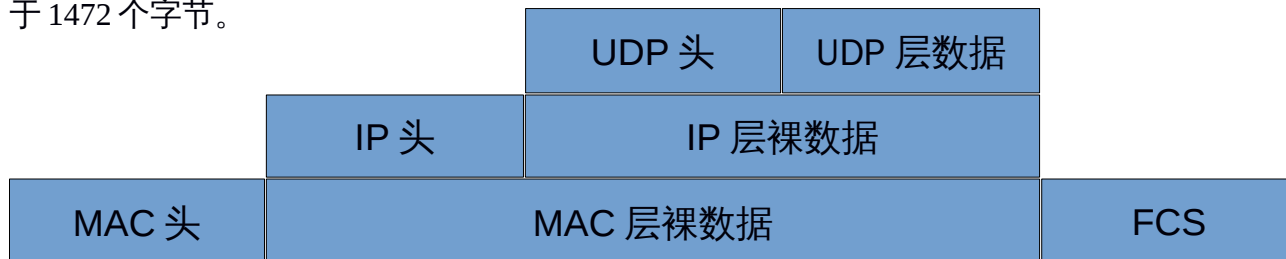 于 1472 个字节。
UDP 头 UDP 层数据
IP 头 IP 层裸数据
MAC 头 MAC 层裸数据 FCS